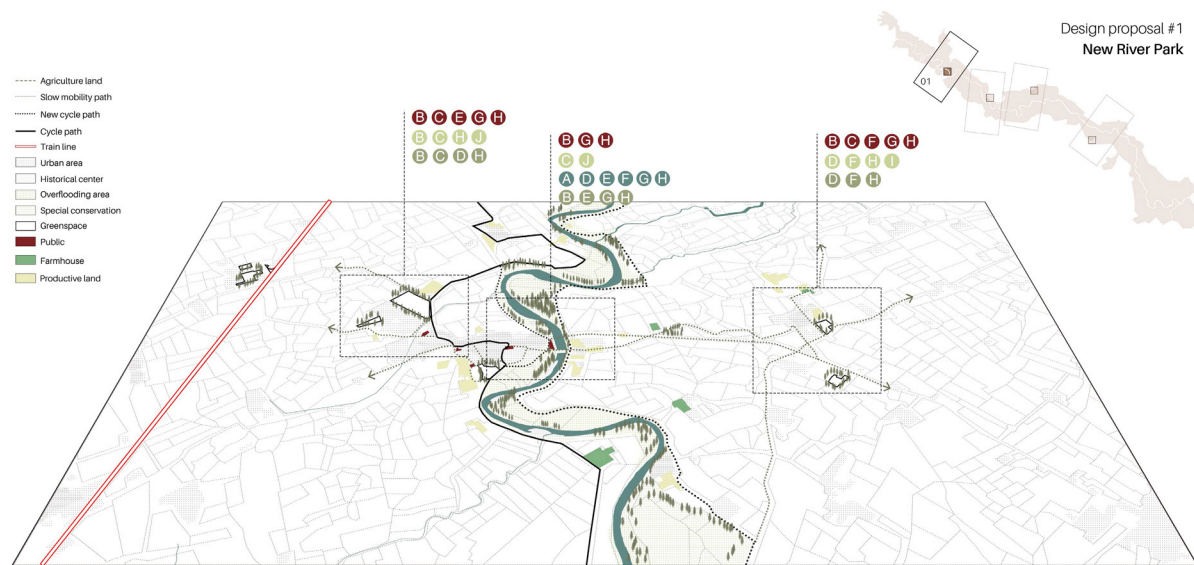 Design proposal #1
New River Park
01
Agriculture land
Slow mobility path
New cycle path
Cycle path
Train line
Urban area
Historical center
Overflooding area
Special conservation
Greenspace
Public
Farmhouse
Productive land
B C E G H
B C H J
B C D H
B G H
C J
A D E F G H
B E G H
B C F G H
D F H I
D F H